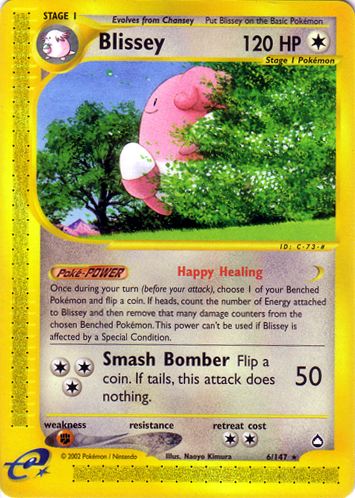 STAGE 1
Evolves from Chansey
Put Blissey on the Basic Pokémon
Blissey
120 HP
Stage 1 Pokémon
ID: C-73-#
Poké-POWER
Happy Healing
Once during your turn (before your attack), choose 1 of your Benched
Pokémon and flip a coin. If heads, count the number of Energy attached
to Blissey and then remove that many damage counters from the
chosen Benched Pokémon. This power can't be used if Blissey is
affected by a Special Condition.
Smash Bomber Flip a
coin. If tails, this attack does
nothing.
50
weakness
resistance
retreat cost
© 2002 Pokémon / Nintendo
Illus. Naoyo Kimura
6/147 ★
e